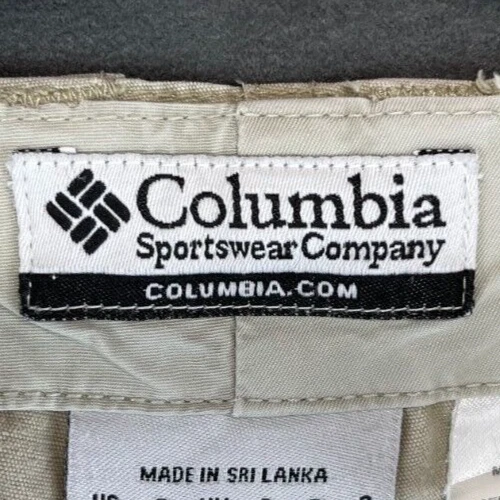 Columbia
Sportswear Company
COLUMBIA.COM
MADE IN SRI LANKA